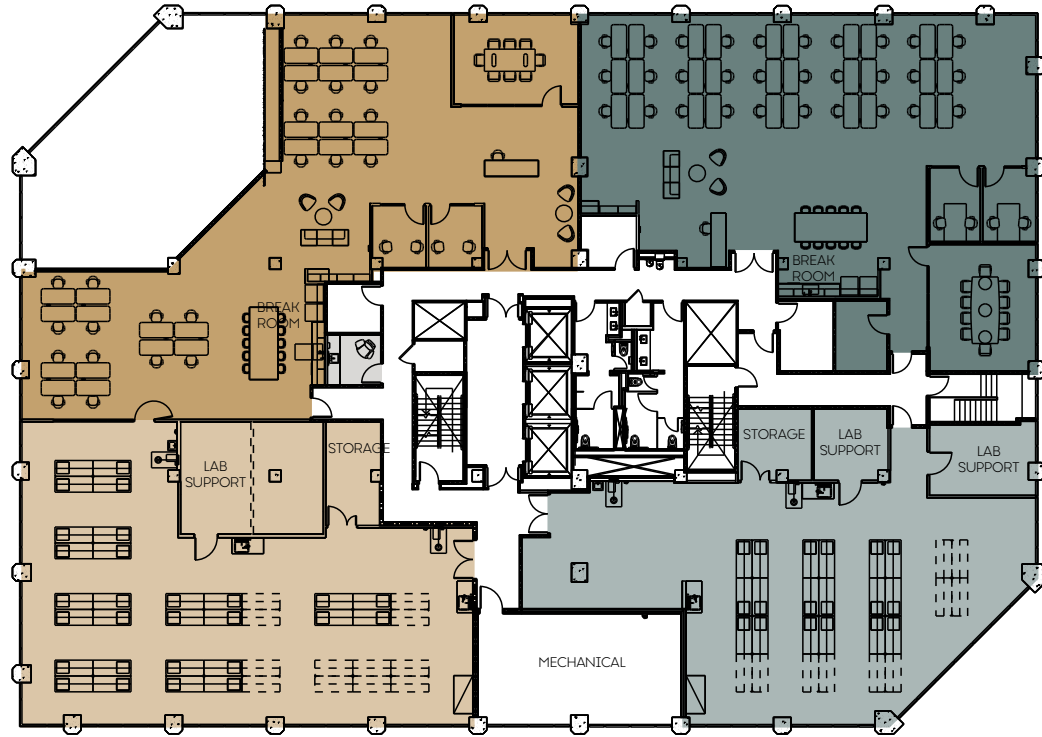 BREAK
ROOM
BREAK
ROOM
STORAGE
LAB
SUPPORT
STORAGE
LAB
SUPPORT
LAB
SUPPORT
MECHANICAL